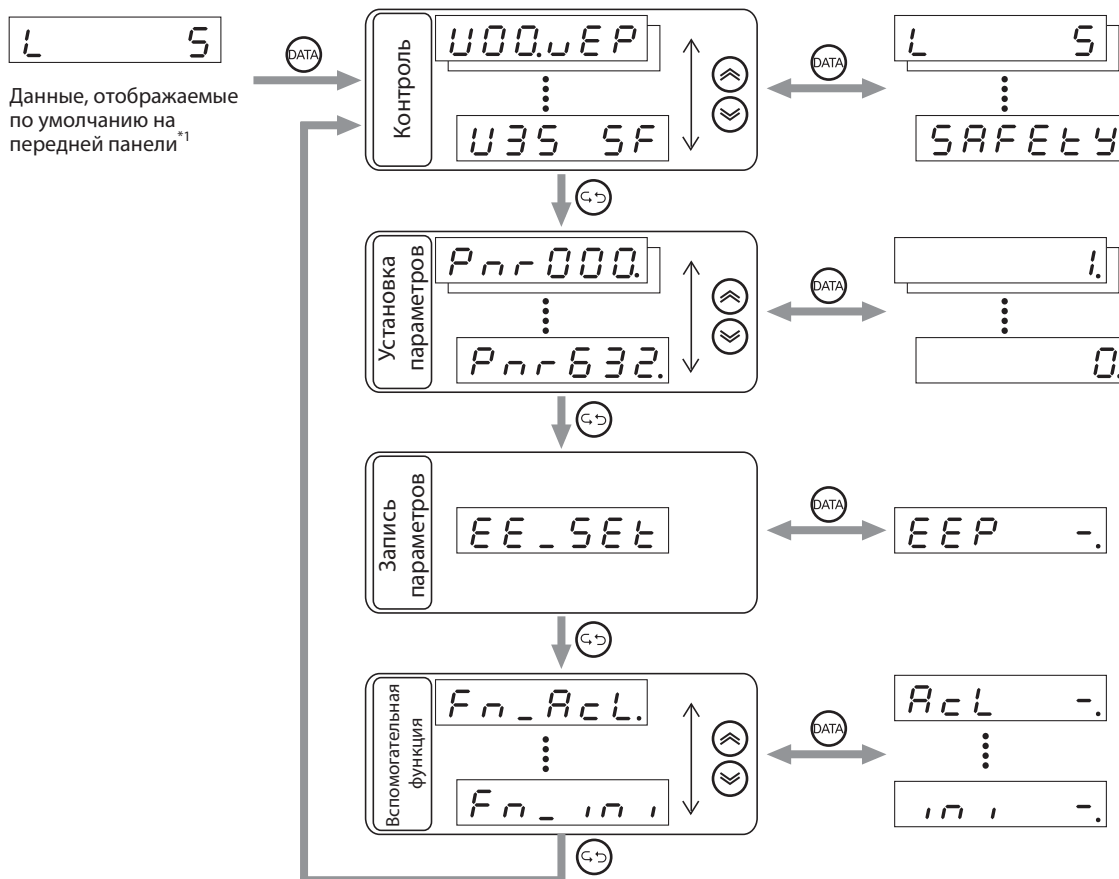 L S
DATA
Данные, отображаемые
по умолчанию на
передней панели*1
Контроль
U00.uEP
U35 SF
DATA
L S
SAFEty
Установка
параметров
Pnr000.
Pnr632.
DATA
1.
0.
Запись
параметров
EE_SEt
DATA
EEP -.
Вспомогательная
функция
Fn_AcL.
Fn_ini
DATA
AcL -.
ini -.